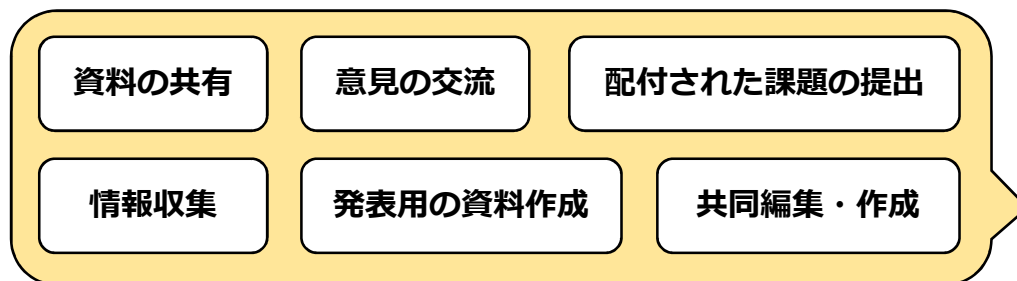 資料の共有
意見の交流
配付された課題の提出
情報収集
発表用の資料作成
共同編集・作成